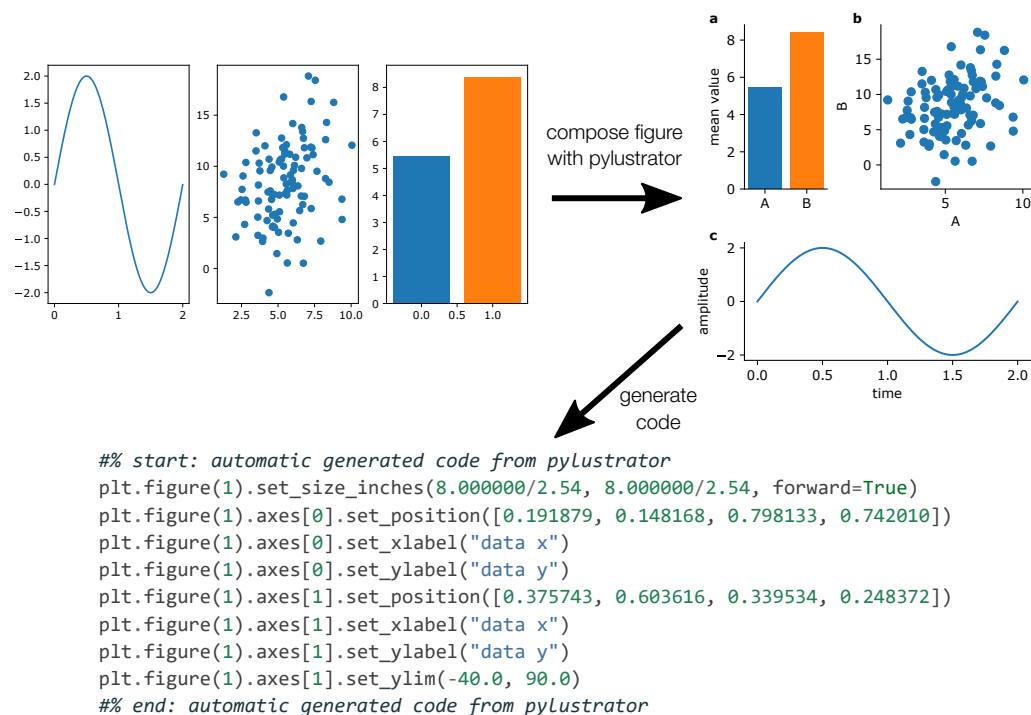 2.0
1.5
1.0
0.5
0.0
−0.5
−1.0
−1.5
−2.0
0
1
2
15
10
5
0
2.5
5.0
7.5
10.0
8
7
6
5
4
3
2
1
0
0.0
0.5
1.0
compose figure
with pylustrator
a
mean value
8
6
4
2
0
A
B
b
B
15
10
5
0
5
10
A
c
amplitude
2
0
−2
0.0
0.5
1.0
1.5
2.0
time
generate
code
#% start: automatic generated code from pylustrator
plt.figure(1).set_size_inches(8.000000/2.54, 8.000000/2.54, forward=True)
plt.figure(1).axes[0].set_position([0.191879, 0.148168, 0.798133, 0.742010])
plt.figure(1).axes[0].set_xlabel("data x")
plt.figure(1).axes[0].set_ylabel("data y")
plt.figure(1).axes[1].set_position([0.375743, 0.603616, 0.339534, 0.248372])
plt.figure(1).axes[1].set_xlabel("data x")
plt.figure(1).axes[1].set_ylabel("data y")
plt.figure(1).axes[1].set_ylim(-40.0, 90.0)
#% end: automatic generated code from pylustrator